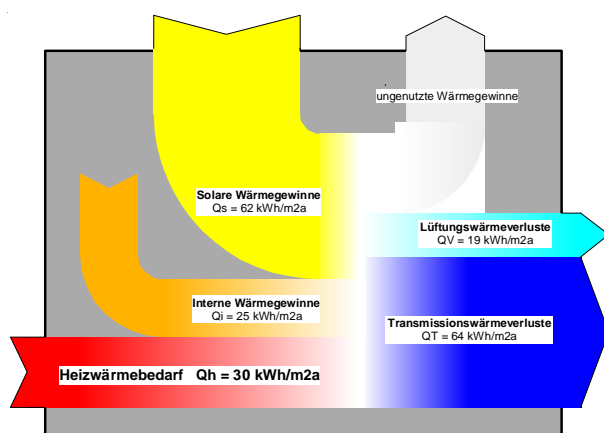 ungenutzte Wärmegewinne
Solare Wärmegewinne
Qs = 62 kWh/m2a
Lüftungswärmeverluste
QV = 19 kWh/m2a
Interne Wärmegewinne
Qi = 25 kWh/m2a
Transmissionswärmeverluste
QT = 64 kWh/m2a
Heizwärmebedarf Qh = 30 kWh/m2a